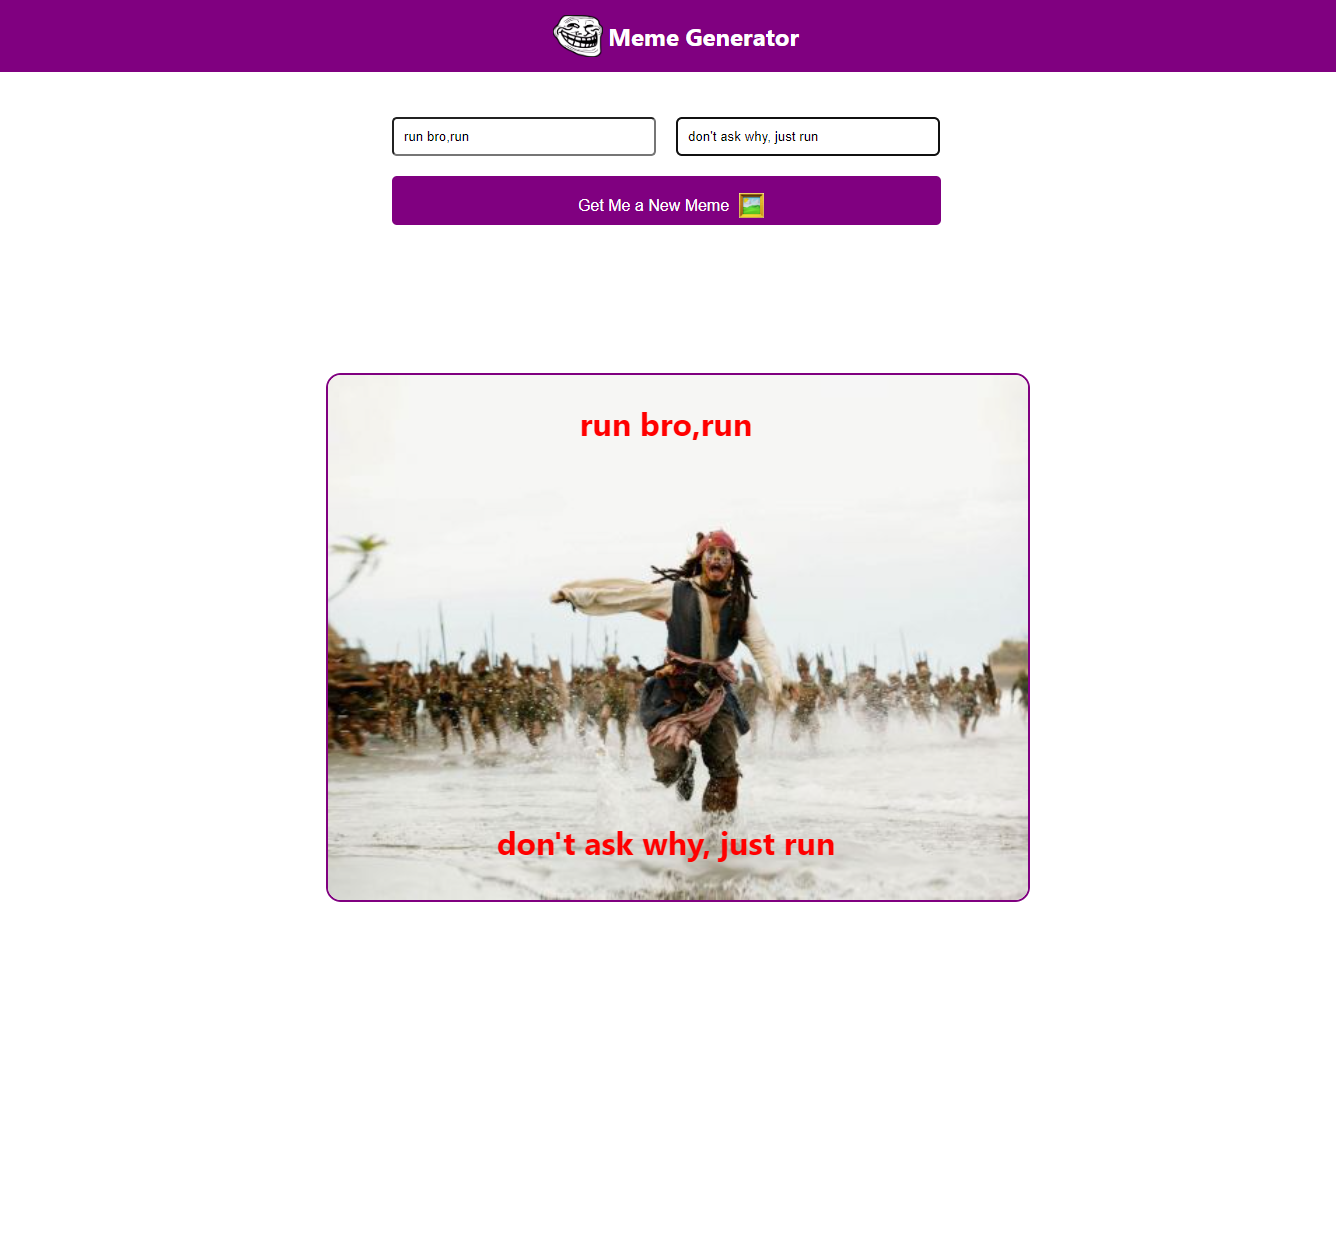 Meme Generator
run bro,run
don't ask why, just run
Get Me a New Meme
run bro,run
don't ask why, just run